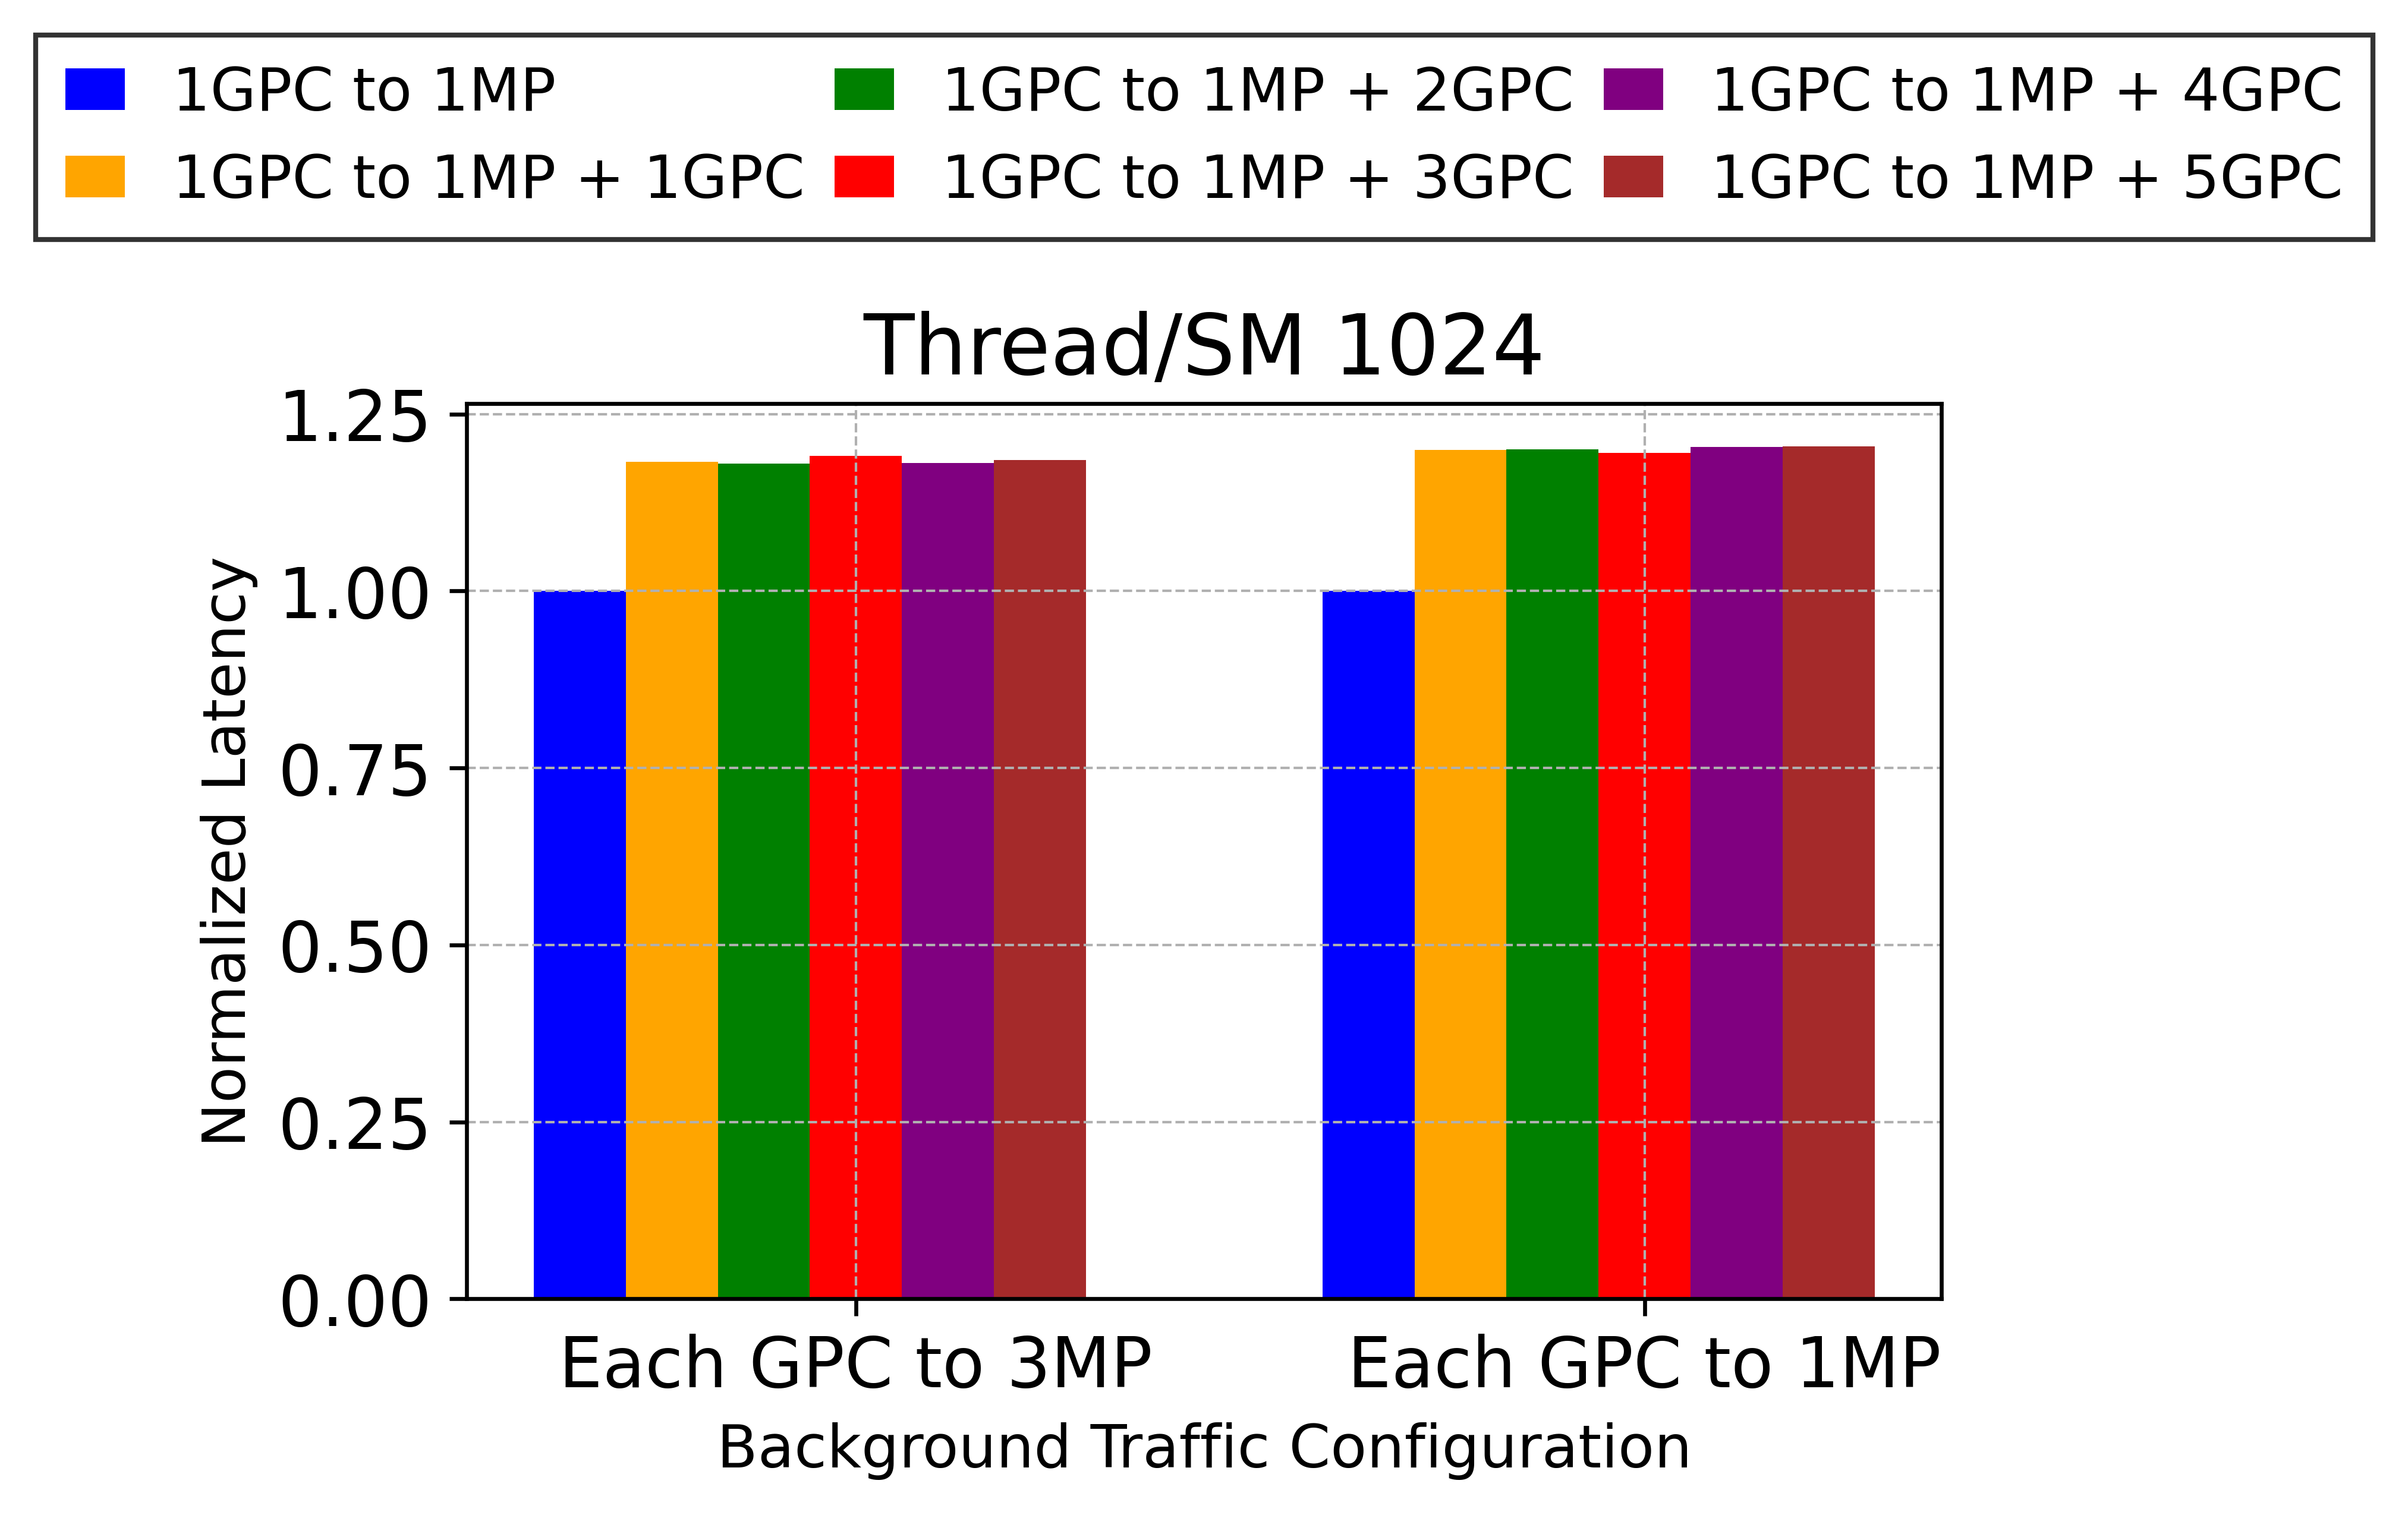 1GPC to 1MP
1GPC to 1MP + 1GPC
1GPC to 1MP + 2GPC
1GPC to 1MP + 3GPC
1GPC to 1MP + 4GPC
1GPC to 1MP + 5GPC
Thread/SM 1024
Normalized Latency
1.25
1.00
0.75
0.50
0.25
0.00
Each GPC to 3MP
Each GPC to 1MP
Background Traffic Configuration